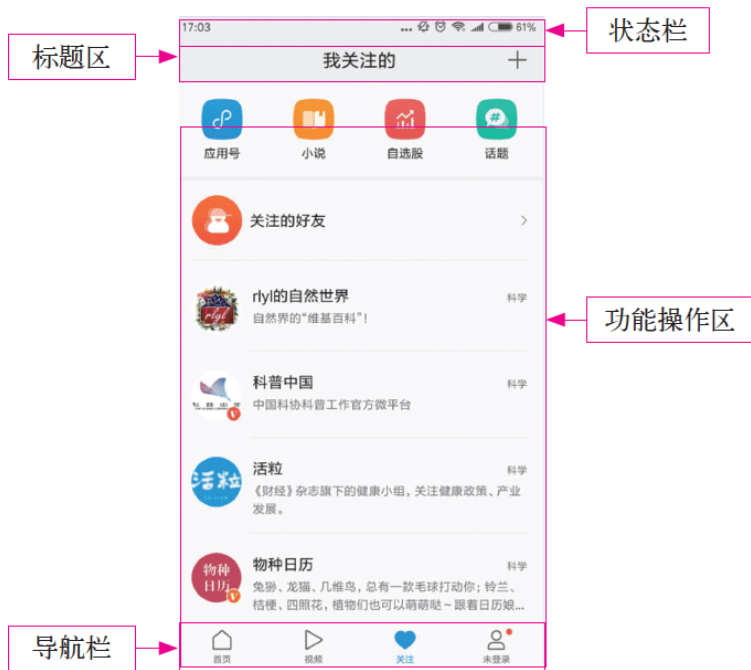 17:03
61%
状态栏
标题区
我关注的
应用号
小说
自选股
话题
关注的好友
rlyl的自然世界
科学
自然界的“维基百科”!
功能操作区
科普中国
科学
中国科协科普工作官方微平台
活粒
科学
《财经》杂志旗下的健康小组，关注健康政策、产业
发展。
物种
日历
物种日历
科学
兔狲、龙猫、几维鸟，总有一款毛球打动你；铃兰、
桔梗、四照花，植物们也可以萌萌哒～跟着日历娘...
导航栏
首页
视频
关注
未登录